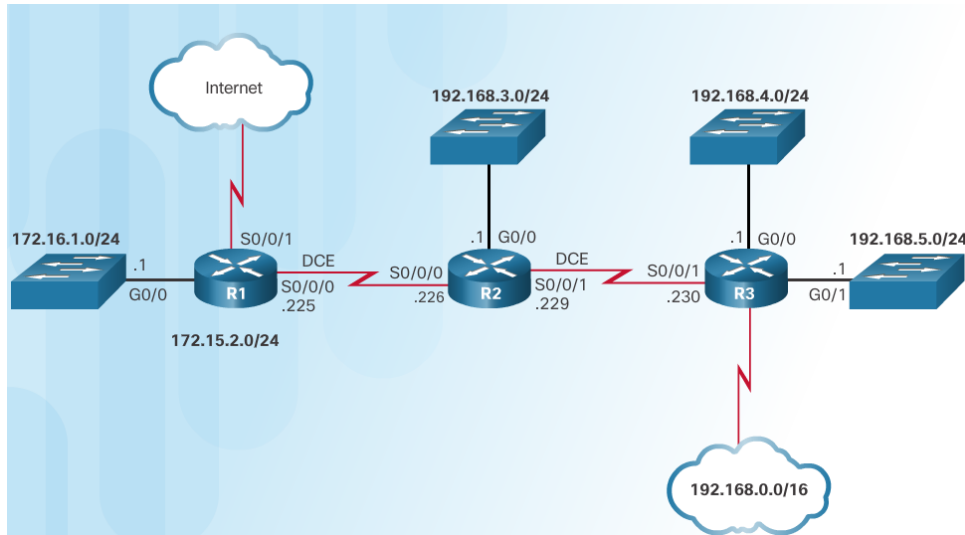 Internet
192.168.3.0/24
192.168.4.0/24
172.16.1.0/24
S0/0/1
.1
G0/0
.1
G0/0
192.168.5.0/24
.1
G0/0
DCE
S0/0/0
.225
R1
S0/0/0
.226
R2
DCE
S0/0/1
.229
S0/0/1
.230
R3
.1
G0/1
172.15.2.0/24
192.168.0.0/16